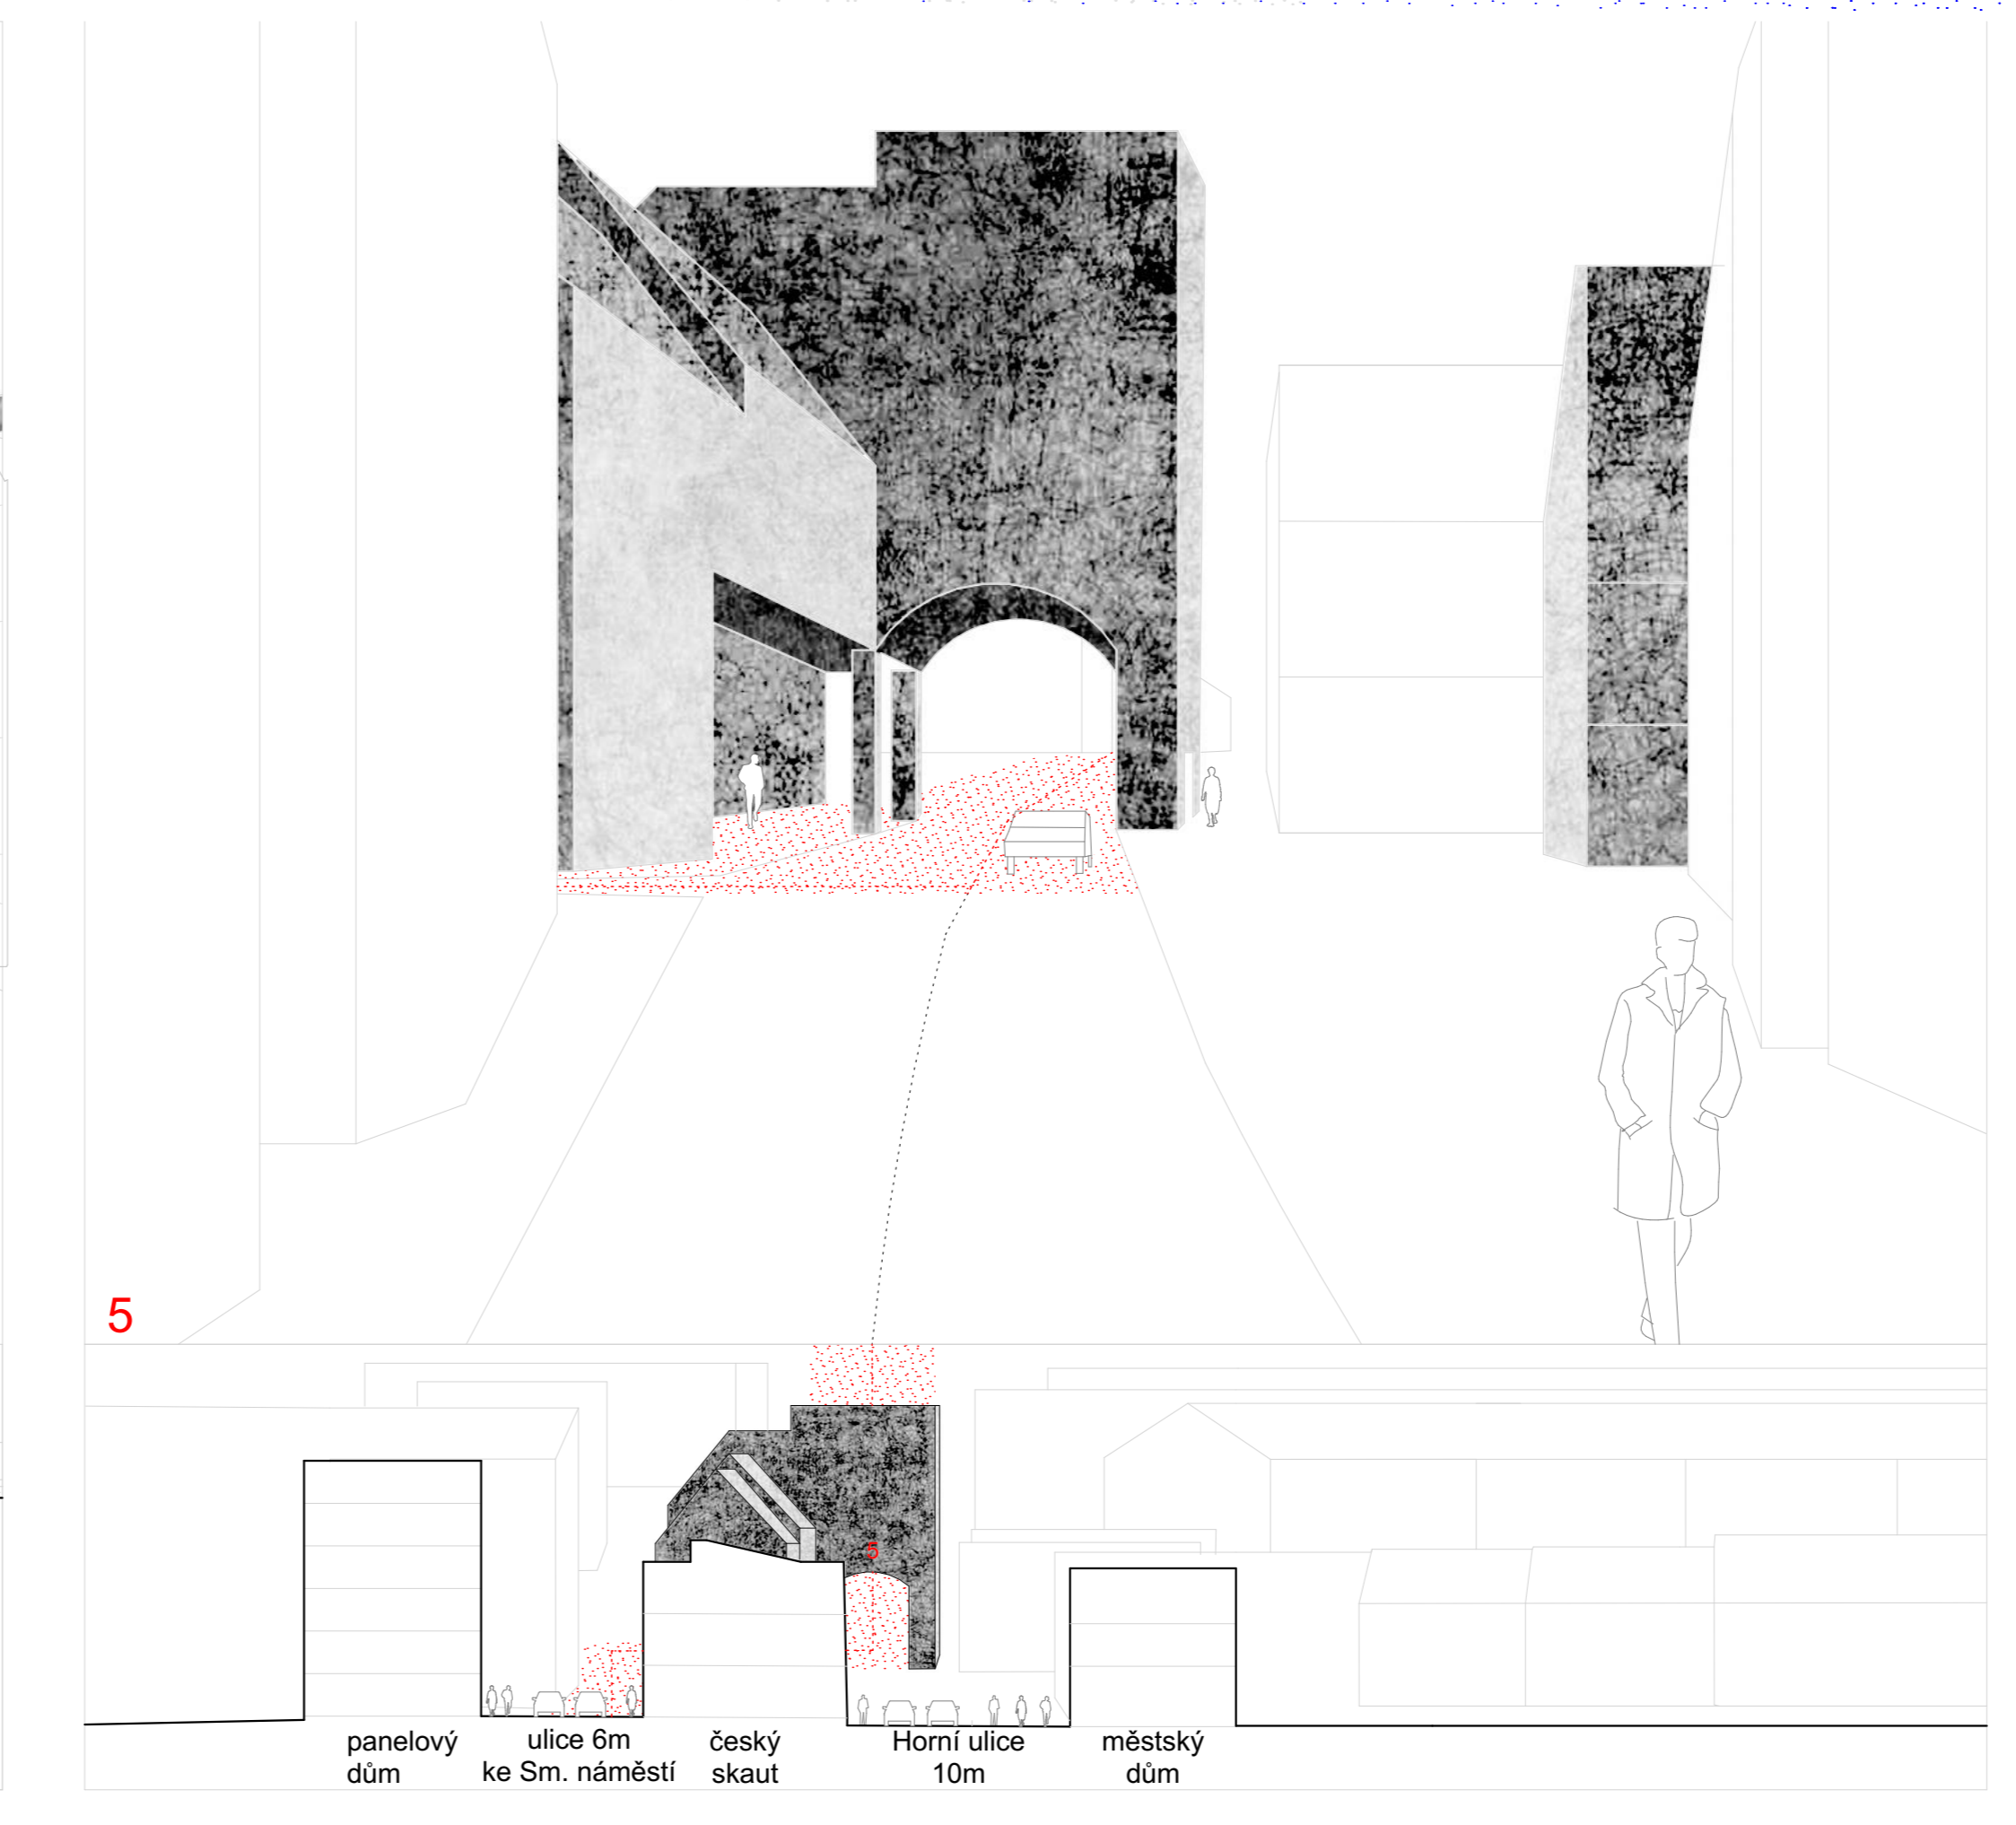 5
5
panelový
dům
ulice 6m
ke Sm. náměstí
český
skaut
Horní ulice
10m
městský
dům